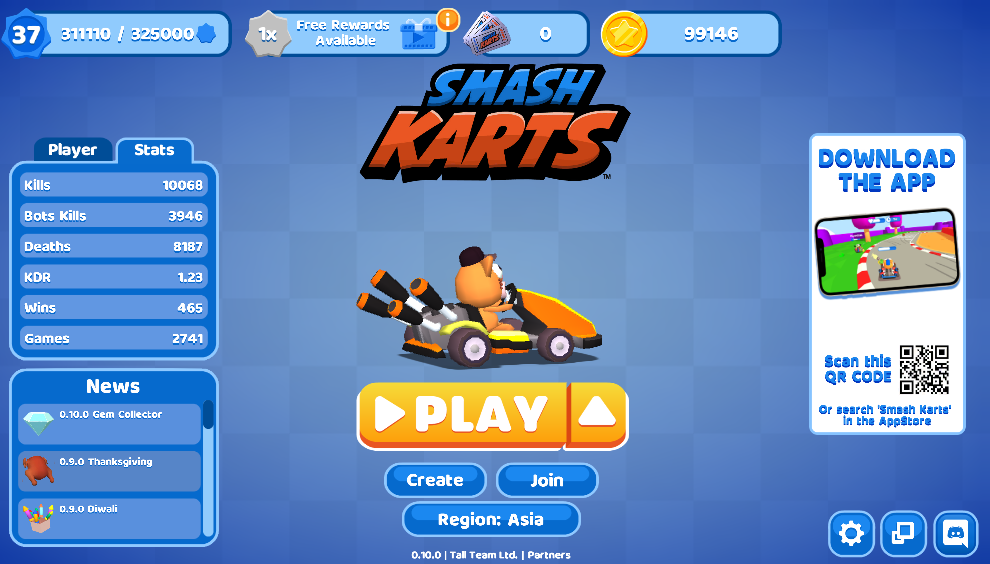 37
311110 / 325000
1x
Free Rewards
Available
i
0
99146
SMASH
KARTS
TM
Player
Stats
Kills 10068
Bots Kills 3946
Deaths 8187
KDR 1.23
Wins 465
Games 2741
News
0.10.0 Gem Collector
0.9.0 Thanksgiving
0.9.0 Diwali
PLAY
Create
Join
Region: Asia
0.10.0 | Tall Team Ltd. | Partners
DOWNLOAD
THE APP
Scan this
QR CODE
Or search 'Smash Karts'
in the AppStore